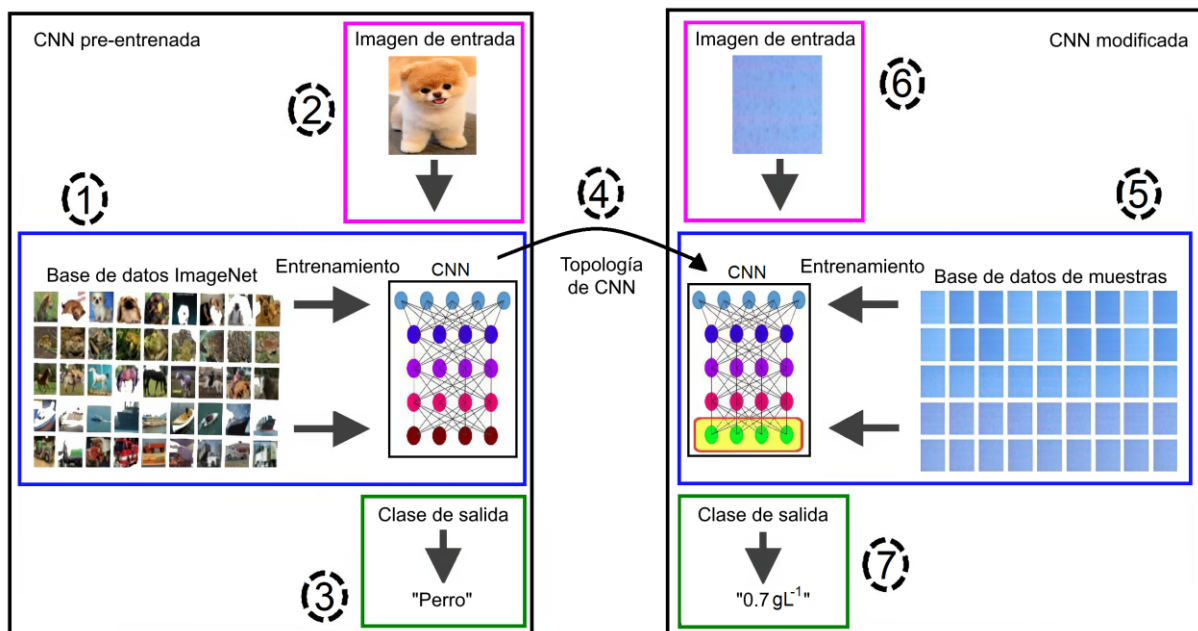 CNN pre-entrenada
Imagen de entrada
2
1
Base de datos ImageNet
Entrenamiento
CNN
Clase de salida
3
"Perro"
4
Topología
de CNN
Imagen de entrada
CNN modificada
6
5
CNN
Entrenamiento
Base de datos de muestras
Clase de salida
7
"0.7 gL⁻¹"